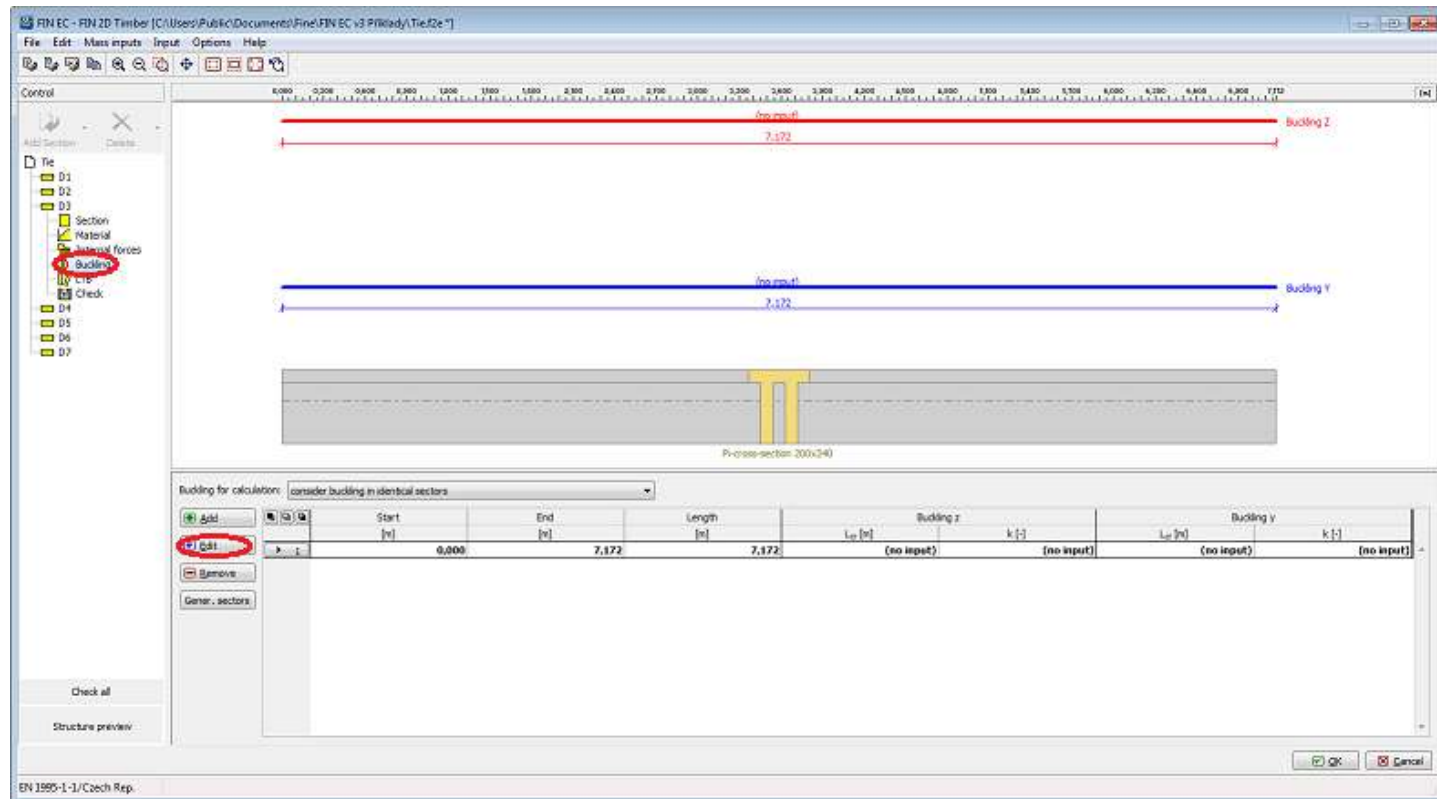 FIN EC - FIN 2D Timber [C:\Users\Public\Documents\Fine\FIN EC v3 Příklady\Tie.f2e *]
File Edit Mass inputs Input Options Help
Control
[m]
Add Section Delete
(no input)
Buckling Z
7,172
Tie
D1
D2
D3
Section
Material
Internal forces
Buckling
LTB
Check
D4
D5
D6
D7
(no input)
Buckling Y
7,172
Pi-cross-section 200x240
Buckling for calculation: consider buckling in identical sectors
Add
Edit
Remove
Gener. sectors
Start End Length Buckling z Buckling y
[m] [m] [m] Lcr [m] k [-] Lcr [m] k [-]
1 0,000 7,172 7,172 (no input) (no input) (no input) (no input)
Check all
Structure preview
OK Cancel
EN 1995-1-1/Czech Rep.